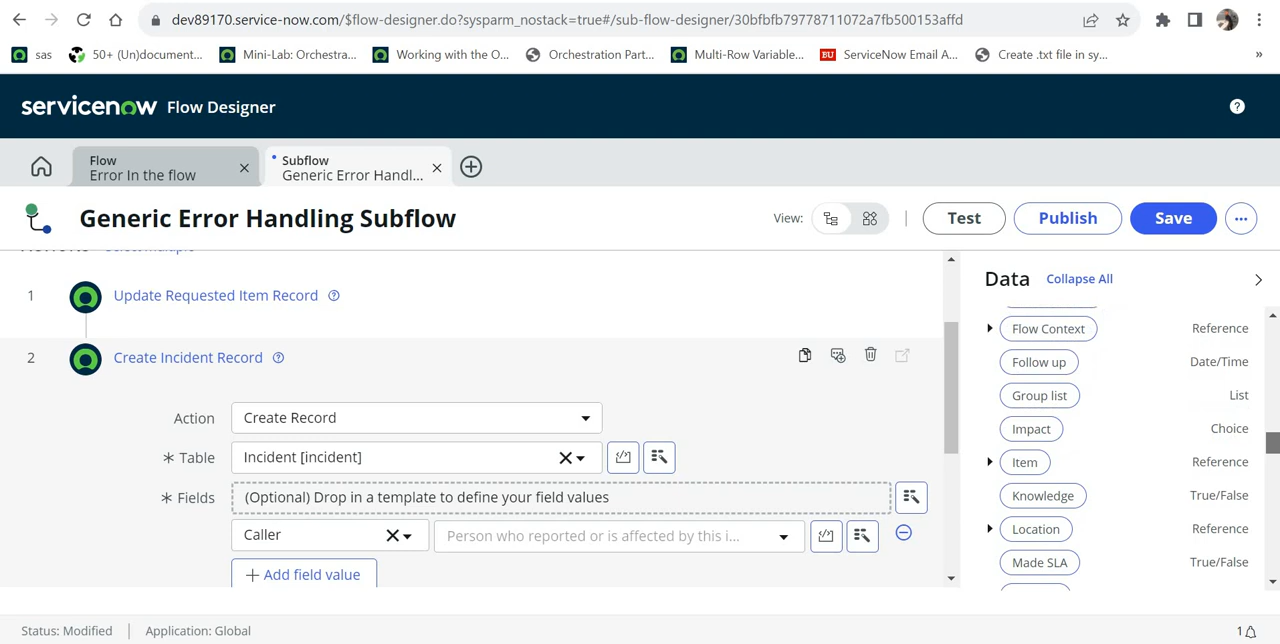 dev89170.service-now.com/$flow-designer.do?sysparm_nostack=true#/sub-flow-designer/30bfbfb79778711072a7fb500153affd
sas
50+ (Un)document...
Mini-Lab: Orchestra...
Working with the O...
Orchestration Part...
Multi-Row Variable...
BU
ServiceNow Email A...
Create .txt file in sy...
»
servicenow Flow Designer
Flow
Error In the flow
Subflow
Generic Error Handl...
Generic Error Handling Subflow
View:
Test
Publish
Save
1
Update Requested Item Record
2
Create Incident Record
Action
Create Record
* Table
Incident [incident]
* Fields
(Optional) Drop in a template to define your field values
Caller
Person who reported or is affected by this i...
+ Add field value
Data
Collapse All
Flow Context
Reference
Follow up
Date/Time
Group list
List
Impact
Choice
Item
Reference
Knowledge
True/False
Location
Reference
Made SLA
True/False
Status: Modified
Application: Global
1